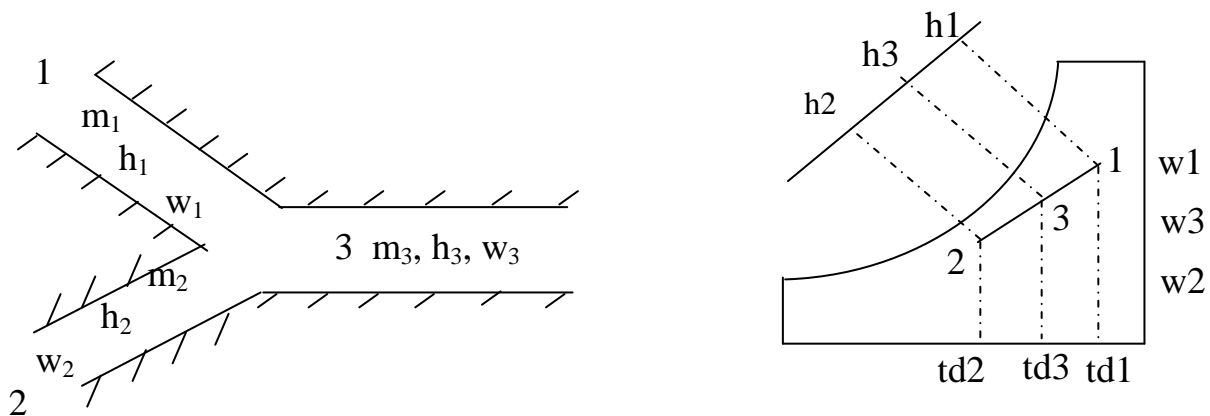 1
m₁
h₁
w₁
m₂
h₂
w₂
2
3 m₃, h₃, w₃
h1
h3
h2
1
3
2
w1
w3
w2
td2 td3 td1